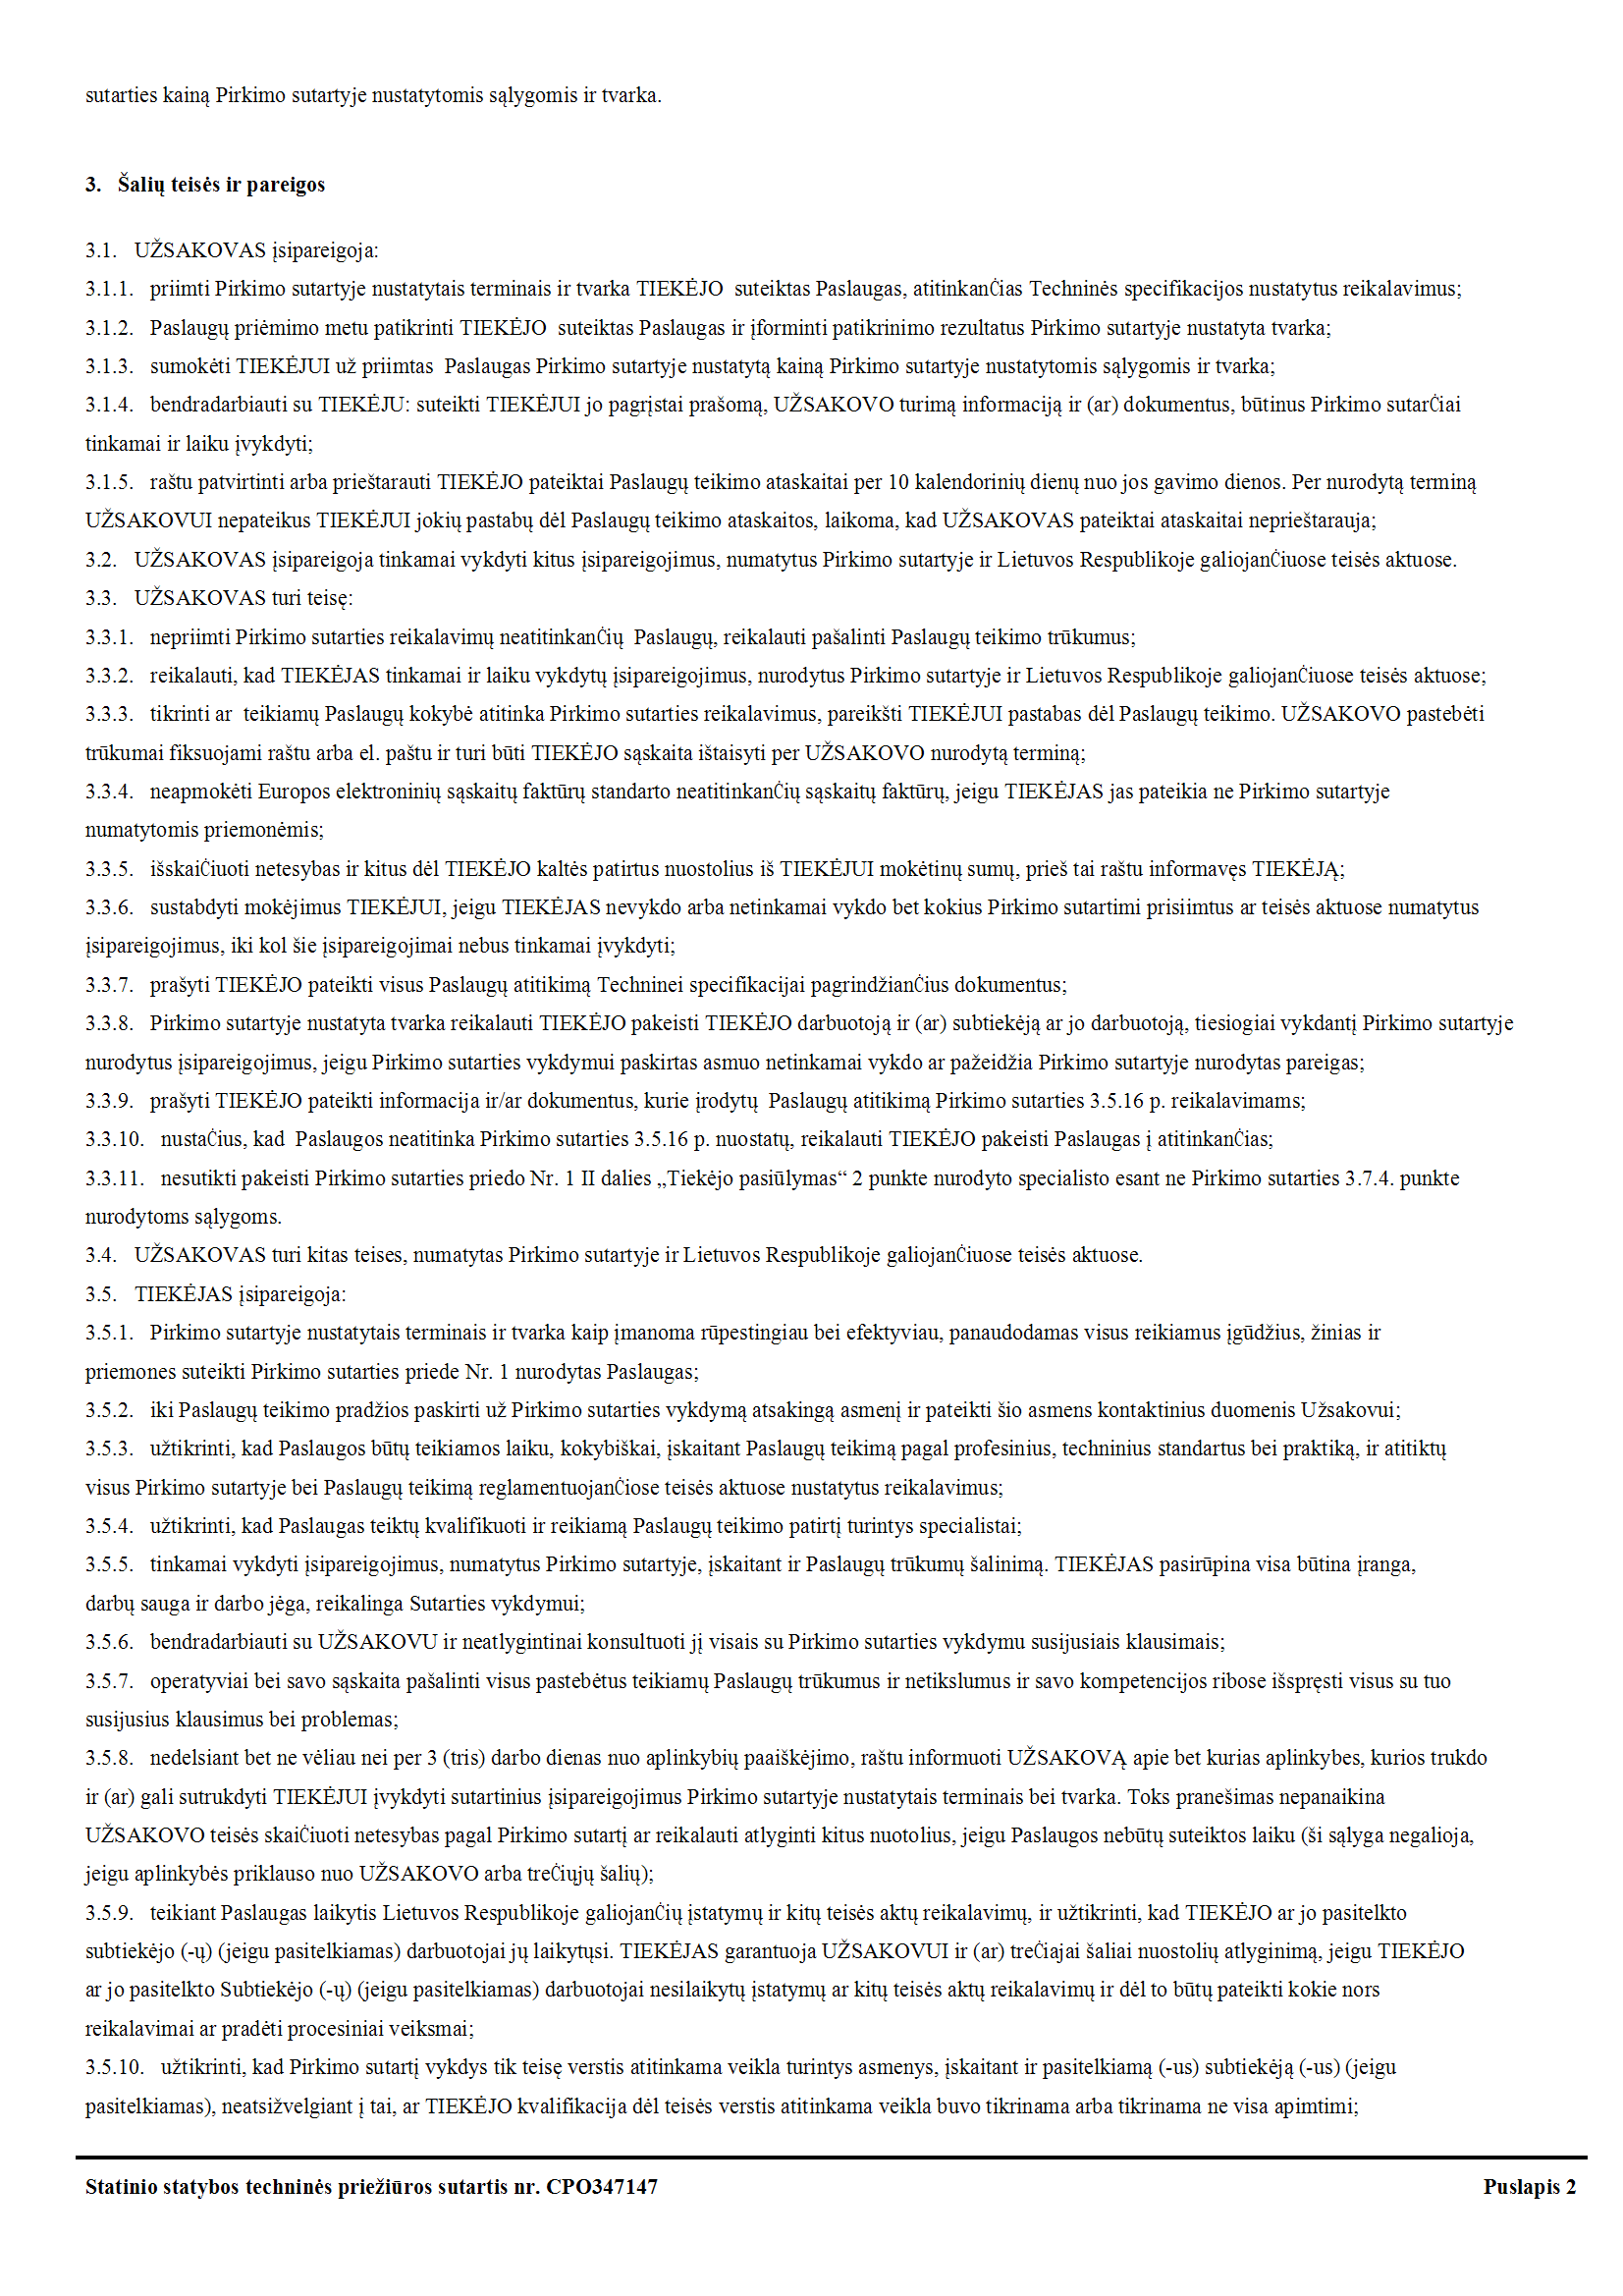 sutarties kainą Pirkimo sutartyje nustatytomis sąlygomis ir tvarka.
3. Šalių teisės ir pareigos
3.1. UŽSAKOVAS įsipareigoja:
3.1.1. priimti Pirkimo sutartyje nustatytais terminais ir tvarka TIEKĖJO suteiktas Paslaugas, atitinkanĊias Techninės specifikacijos nustatytus reikalavimus;
3.1.2. Paslaugų priėmimo metu patikrinti TIEKĖJO suteiktas Paslaugas ir įforminti patikrinimo rezultatus Pirkimo sutartyje nustatyta tvarka;
3.1.3. sumokėti TIEKĖJUI už priimtas Paslaugas Pirkimo sutartyje nustatytą kainą Pirkimo sutartyje nustatytomis sąlygomis ir tvarka;
3.1.4. bendradarbiauti su TIEKĖJU: suteikti TIEKĖJUI jo pagrįstai prašomą, UŽSAKOVO turimą informaciją ir (ar) dokumentus, būtinus Pirkimo sutarĊiai
tinkamai ir laiku įvykdyti;
3.1.5. raštu patvirtinti arba prieštarauti TIEKĖJO pateiktai Paslaugų teikimo ataskaitai per 10 kalendorinių dienų nuo jos gavimo dienos. Per nurodytą terminą
UŽSAKOVUI nepateikus TIEKĖJUI jokių pastabų dėl Paslaugų teikimo ataskaitos, laikoma, kad UŽSAKOVAS pateiktai ataskaitai neprieštarauja;
3.2. UŽSAKOVAS įsipareigoja tinkamai vykdyti kitus įsipareigojimus, numatytus Pirkimo sutartyje ir Lietuvos Respublikoje galiojanĊiuose teisės aktuose.
3.3. UŽSAKOVAS turi teisę:
3.3.1. nepriimti Pirkimo sutarties reikalavimų neatitinkanĊių Paslaugų, reikalauti pašalinti Paslaugų teikimo trūkumus;
3.3.2. reikalauti, kad TIEKĖJAS tinkamai ir laiku vykdytų įsipareigojimus, nurodytus Pirkimo sutartyje ir Lietuvos Respublikoje galiojanĊiuose teisės aktuose;
3.3.3. tikrinti ar teikiamų Paslaugų kokybė atitinka Pirkimo sutarties reikalavimus, pareikšti TIEKĖJUI pastabas dėl Paslaugų teikimo. UŽSAKOVO pastebėti
trūkumai fiksuojami raštu arba el. paštu ir turi būti TIEKĖJO sąskaita ištaisyti per UŽSAKOVO nurodytą terminą;
3.3.4. neapmokėti Europos elektroninių sąskaitų faktūrų standarto neatitinkanĊių sąskaitų faktūrų, jeigu TIEKĖJAS jas pateikia ne Pirkimo sutartyje
numatytomis priemonėmis;
3.3.5. išskaiĊiuoti netesybas ir kitus dėl TIEKĖJO kaltės patirtus nuostolius iš TIEKĖJUI mokėtinų sumų, prieš tai raštu informavęs TIEKĖJĄ;
3.3.6. sustabdyti mokėjimus TIEKĖJUI, jeigu TIEKĖJAS nevykdo arba netinkamai vykdo bet kokius Pirkimo sutartimi prisiimtus ar teisės aktuose numatytus
įsipareigojimus, iki kol šie įsipareigojimai nebus tinkamai įvykdyti;
3.3.7. prašyti TIEKĖJO pateikti visus Paslaugų atitikimą Techninei specifikacijai pagrindžianĊius dokumentus;
3.3.8. Pirkimo sutartyje nustatyta tvarka reikalauti TIEKĖJO pakeisti TIEKĖJO darbuotoją ir (ar) subtiekėją ar jo darbuotoją, tiesiogiai vykdantį Pirkimo sutartyje
nurodytus įsipareigojimus, jeigu Pirkimo sutarties vykdymui paskirtas asmuo netinkamai vykdo ar pažeidžia Pirkimo sutartyje nurodytas pareigas;
3.3.9. prašyti TIEKĖJO pateikti informacija ir/ar dokumentus, kurie įrodytų Paslaugų atitikimą Pirkimo sutarties 3.5.16 p. reikalavimams;
3.3.10. nustaĊius, kad Paslaugos neatitinka Pirkimo sutarties 3.5.16 p. nuostatų, reikalauti TIEKĖJO pakeisti Paslaugas į atitinkanĊias;
3.3.11. nesutikti pakeisti Pirkimo sutarties priedo Nr. 1 II dalies „Tiekėjo pasiūlymas“ 2 punkte nurodyto specialisto esant ne Pirkimo sutarties 3.7.4. punkte
nurodytoms sąlygoms.
3.4. UŽSAKOVAS turi kitas teises, numatytas Pirkimo sutartyje ir Lietuvos Respublikoje galiojanĊiuose teisės aktuose.
3.5. TIEKĖJAS įsipareigoja:
3.5.1. Pirkimo sutartyje nustatytais terminais ir tvarka kaip įmanoma rūpestingiau bei efektyviau, panaudodamas visus reikiamus įgūdžius, žinias ir
priemones suteikti Pirkimo sutarties priede Nr. 1 nurodytas Paslaugas;
3.5.2. iki Paslaugų teikimo pradžios paskirti už Pirkimo sutarties vykdymą atsakingą asmenį ir pateikti šio asmens kontaktinius duomenis Užsakovui;
3.5.3. užtikrinti, kad Paslaugos būtų teikiamos laiku, kokybiškai, įskaitant Paslaugų teikimą pagal profesinius, techninius standartus bei praktiką, ir atitiktų
visus Pirkimo sutartyje bei Paslaugų teikimą reglamentuojanĊiose teisės aktuose nustatytus reikalavimus;
3.5.4. užtikrinti, kad Paslaugas teiktų kvalifikuoti ir reikiamą Paslaugų teikimo patirtį turintys specialistai;
3.5.5. tinkamai vykdyti įsipareigojimus, numatytus Pirkimo sutartyje, įskaitant ir Paslaugų trūkumų šalinimą. TIEKĖJAS pasirūpina visa būtina įranga,
darbų sauga ir darbo jėga, reikalinga Sutarties vykdymui;
3.5.6. bendradarbiauti su UŽSAKOVU ir neatlygintinai konsultuoti jį visais su Pirkimo sutarties vykdymu susijusiais klausimais;
3.5.7. operatyviai bei savo sąskaita pašalinti visus pastebėtus teikiamų Paslaugų trūkumus ir netikslumus ir savo kompetencijos ribose išspręsti visus su tuo
susijusius klausimus bei problemas;
3.5.8. nedelsiant bet ne vėliau nei per 3 (tris) darbo dienas nuo aplinkybių paaiškėjimo, raštu informuoti UŽSAKOVĄ apie bet kurias aplinkybes, kurios trukdo
ir (ar) gali sutrukdyti TIEKĖJUI įvykdyti sutartinius įsipareigojimus Pirkimo sutartyje nustatytais terminais bei tvarka. Toks pranešimas nepanaikina
UŽSAKOVO teisės skaiĊiuoti netesybas pagal Pirkimo sutartį ar reikalauti atlyginti kitus nuotolius, jeigu Paslaugos nebūtų suteiktos laiku (ši sąlyga negalioja,
jeigu aplinkybės priklauso nuo UŽSAKOVO arba treĊiųjų šalių);
3.5.9. teikiant Paslaugas laikytis Lietuvos Respublikoje galiojanĊių įstatymų ir kitų teisės aktų reikalavimų, ir užtikrinti, kad TIEKĖJO ar jo pasitelkto
subtiekėjo (-ų) (jeigu pasitelkiamas) darbuotojai jų laikytųsi. TIEKĖJAS garantuoja UŽSAKOVUI ir (ar) treĊiajai šaliai nuostolių atlyginimą, jeigu TIEKĖJO
ar jo pasitelkto Subtiekėjo (-ų) (jeigu pasitelkiamas) darbuotojai nesilaikytų įstatymų ar kitų teisės aktų reikalavimų ir dėl to būtų pateikti kokie nors
reikalavimai ar pradėti procesiniai veiksmai;
3.5.10. užtikrinti, kad Pirkimo sutartį vykdys tik teisę verstis atitinkama veikla turintys asmenys, įskaitant ir pasitelkiamą (-us) subtiekėją (-us) (jeigu
pasitelkiamas), neatsižvelgiant į tai, ar TIEKĖJO kvalifikacija dėl teisės verstis atitinkama veikla buvo tikrinama arba tikrinama ne visa apimtimi;
Statinio statybos techninės priežiūros sutartis nr. CPO347147 Puslapis 2